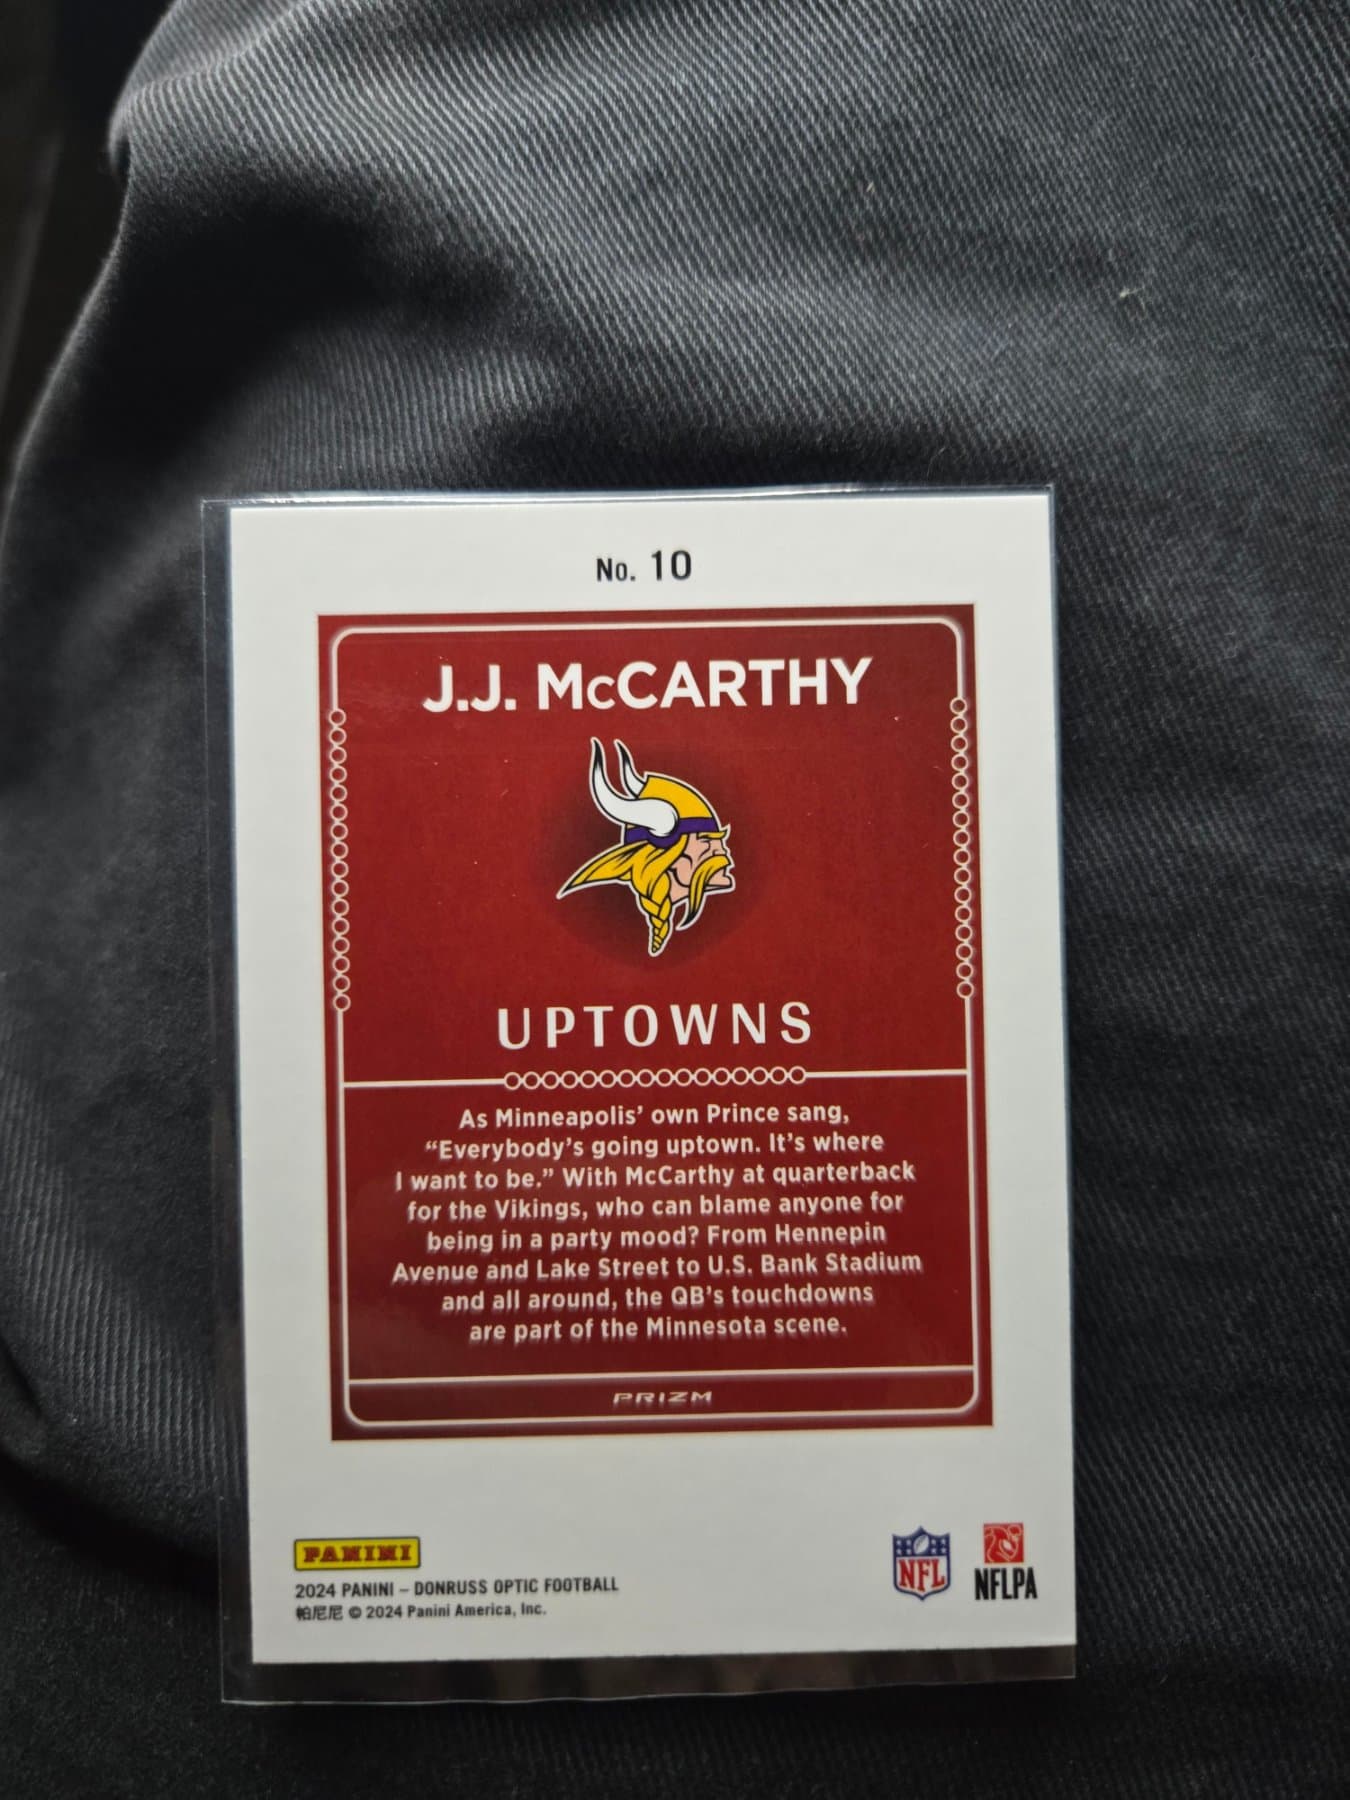 No. 10
J.J. McCARTHY
UPTOWNS
As Minneapolis’ own Prince sang,
“Everybody’s going uptown. It’s where
I want to be.” With McCarthy at quarterback
for the Vikings, who can blame anyone for
being in a party mood? From Hennepin
Avenue and Lake Street to U.S. Bank Stadium
and all around, the QB’s touchdowns
are part of the Minnesota scene.
PRIZM
PANINI
2024 PANINI – DONRUSS OPTIC FOOTBALL
帕尼尼 © 2024 Panini America, Inc.
NFL
NFLPA